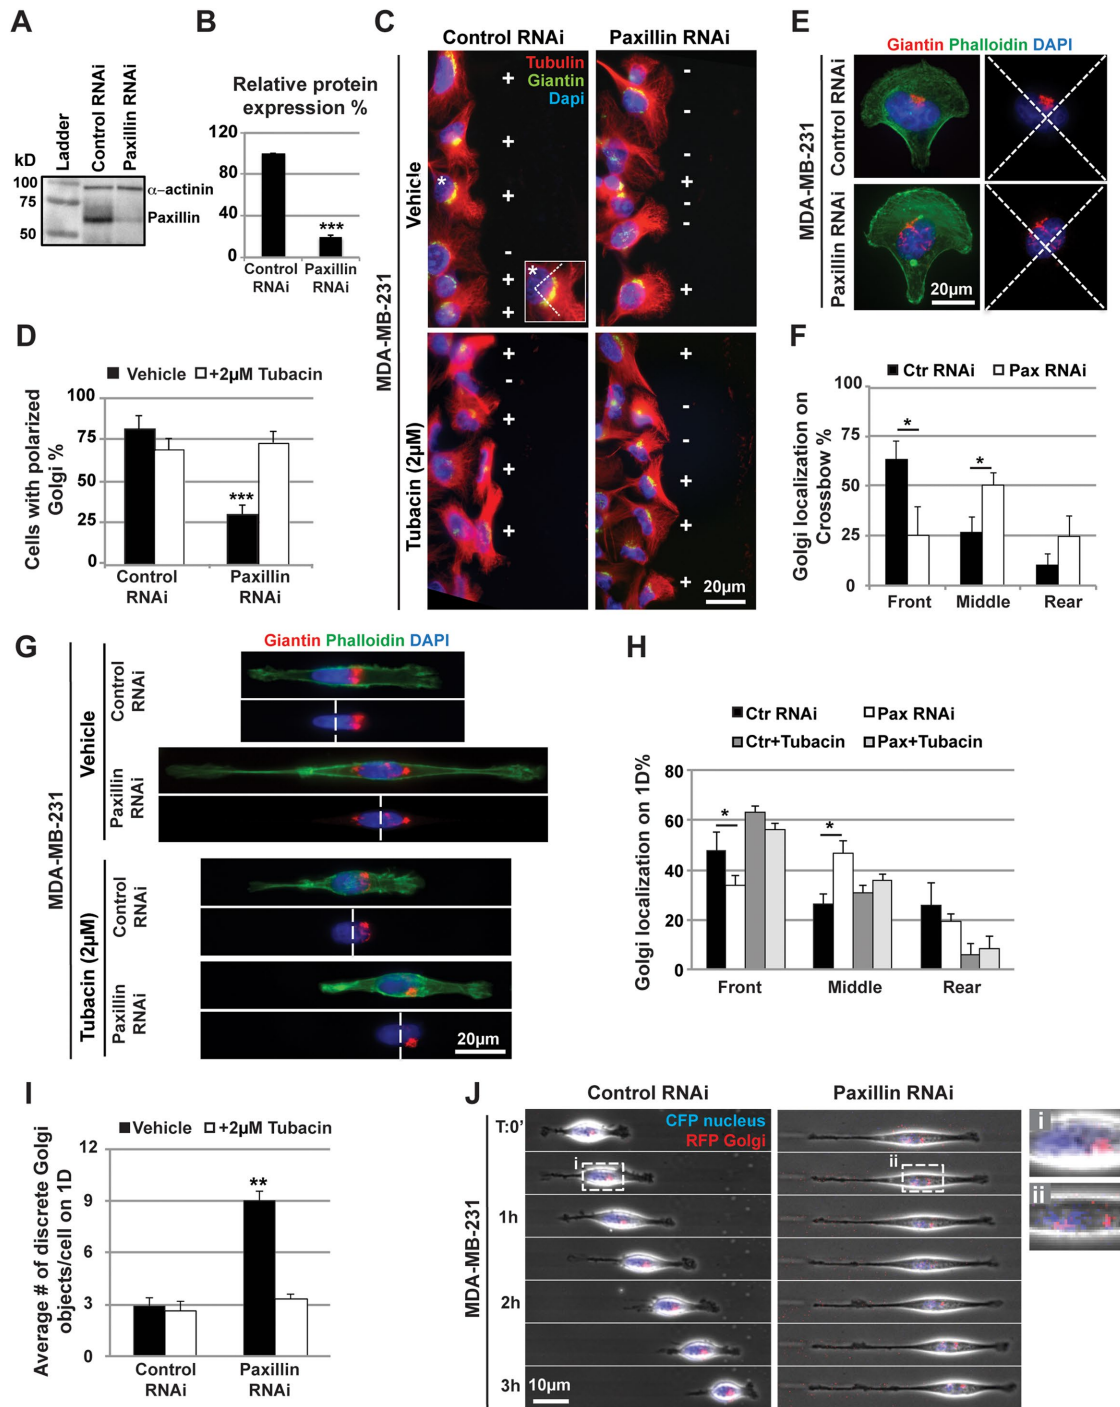 A
Ladder
Control RNAi
Paxillin RNAi
kD
100
75
50
α–actinin
Paxillin
B
Relative protein
expression %
120
80
40
0
***
Control
RNAi
Paxillin
RNAi
C
Control RNAi
Paxillin RNAi
Tubulin
Giantin
Dapi
MDA-MB-231
Vehicle
+
+
*
+
-
+
+
*
-
-
-
+
-
-
+
Tubacin (2µM)
+
-
+
+
+
+
-
-
+
+
+
20µm
D
Vehicle
+2µM Tubacin
Cells with polarized
Golgi %
100
75
50
25
0
***
Control
RNAi
Paxillin
RNAi
E
Giantin Phalloidin DAPI
MDA-MB-231
Control RNAi
Paxillin RNAi
20µm
F
Ctr RNAi
Pax RNAi
Golgi localization on
Crossbow %
100
75
50
25
0
*
*
Front
Middle
Rear
G
Giantin Phalloidin DAPI
MDA-MB-231
Vehicle
Control
RNAi
Paxillin
RNAi
Tubacin (2µM)
Control
RNAi
Paxillin
RNAi
20µm
H
Ctr RNAi
Pax RNAi
Ctr+Tubacin
Pax+Tubacin
Golgi localization on 1D%
80
60
40
20
0
*
*
Front
Middle
Rear
I
Vehicle
+2µM Tubacin
Average # of discrete Golgi
objects/cell on 1D
12
9
6
3
0
**
Control
RNAi
Paxillin
RNAi
J
Control RNAi
Paxillin RNAi
MDA-MB-231
T:0'
1h
2h
3h
CFP nucleus
RFP Golgi
i
ii
i
ii
10µm